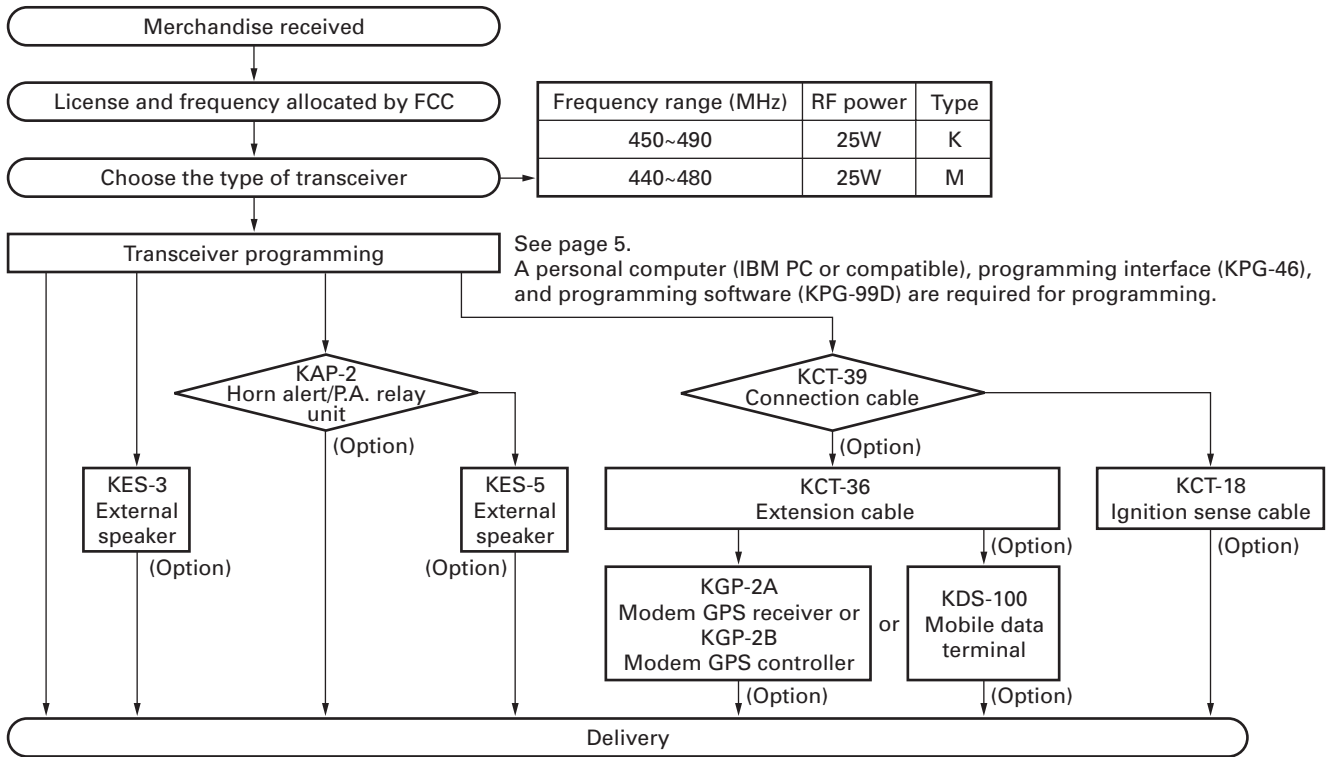 Merchandise received
License and frequency allocated by FCC
Choose the type of transceiver
Frequency range (MHz) RF power Type
450~490 25W K
440~480 25W M
Transceiver programming
See page 5.
A personal computer (IBM PC or compatible), programming interface (KPG-46),
and programming software (KPG-99D) are required for programming.
KAP-2
Horn alert/P.A. relay
unit
(Option)
KCT-39
Connection cable
(Option)
KES-3
External
speaker
(Option)
KES-5
External
speaker
(Option)
KCT-36
Extension cable
(Option)
KCT-18
Ignition sense cable
(Option)
KGP-2A
Modem GPS receiver or
KGP-2B
Modem GPS controller
(Option)
or
KDS-100
Mobile data
terminal
(Option)
Delivery